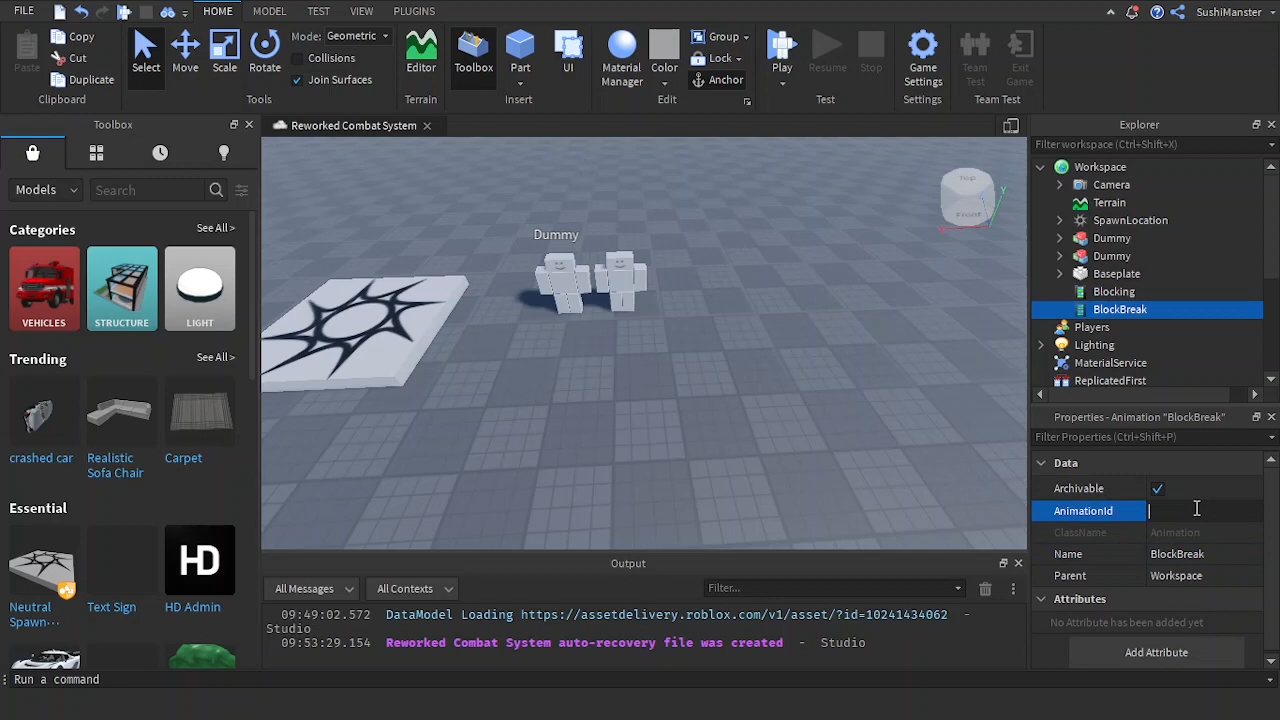 FILE
HOME
MODEL
TEST
VIEW
PLUGINS
SushiManster
Paste
Copy
Cut
Duplicate
Clipboard
Select
Move
Scale
Rotate
Mode: Geometric
Collisions
Join Surfaces
Tools
Editor
Terrain
Toolbox
Part
UI
Insert
Material
Manager
Color
Group
Lock
Anchor
Edit
Play
Resume
Stop
Test
Game
Settings
Settings
Team
Test
Exit
Game
Team Test
Toolbox
Models
Search
Categories
See All>
VEHICLES
STRUCTURE
LIGHT
Trending
See All>
crashed car
Realistic
Sofa Chair
Carpet
Essential
See All>
HD
Neutral
Spawn···
Text Sign
HD Admin
Reworked Combat System
Dummy
Top
Front
Y
Output
All Messages
All Contexts
Filter...
09:49:02.572 DataModel Loading https://assetdelivery.roblox.com/v1/asset/?id=10241434062 -
Studio
09:53:29.154 Reworked Combat System auto-recovery file was created - Studio
Explorer
Filter workspace (Ctrl+Shift+X)
Workspace
Camera
Terrain
SpawnLocation
Dummy
Dummy
Baseplate
Blocking
BlockBreak
Players
Lighting
MaterialService
ReplicatedFirst
Properties - Animation "BlockBreak"
Filter Properties (Ctrl+Shift+P)
Data
Archivable
AnimationId
ClassName Animation
Name BlockBreak
Parent Workspace
Attributes
No Attribute has been added yet
Add Attribute
Run a command